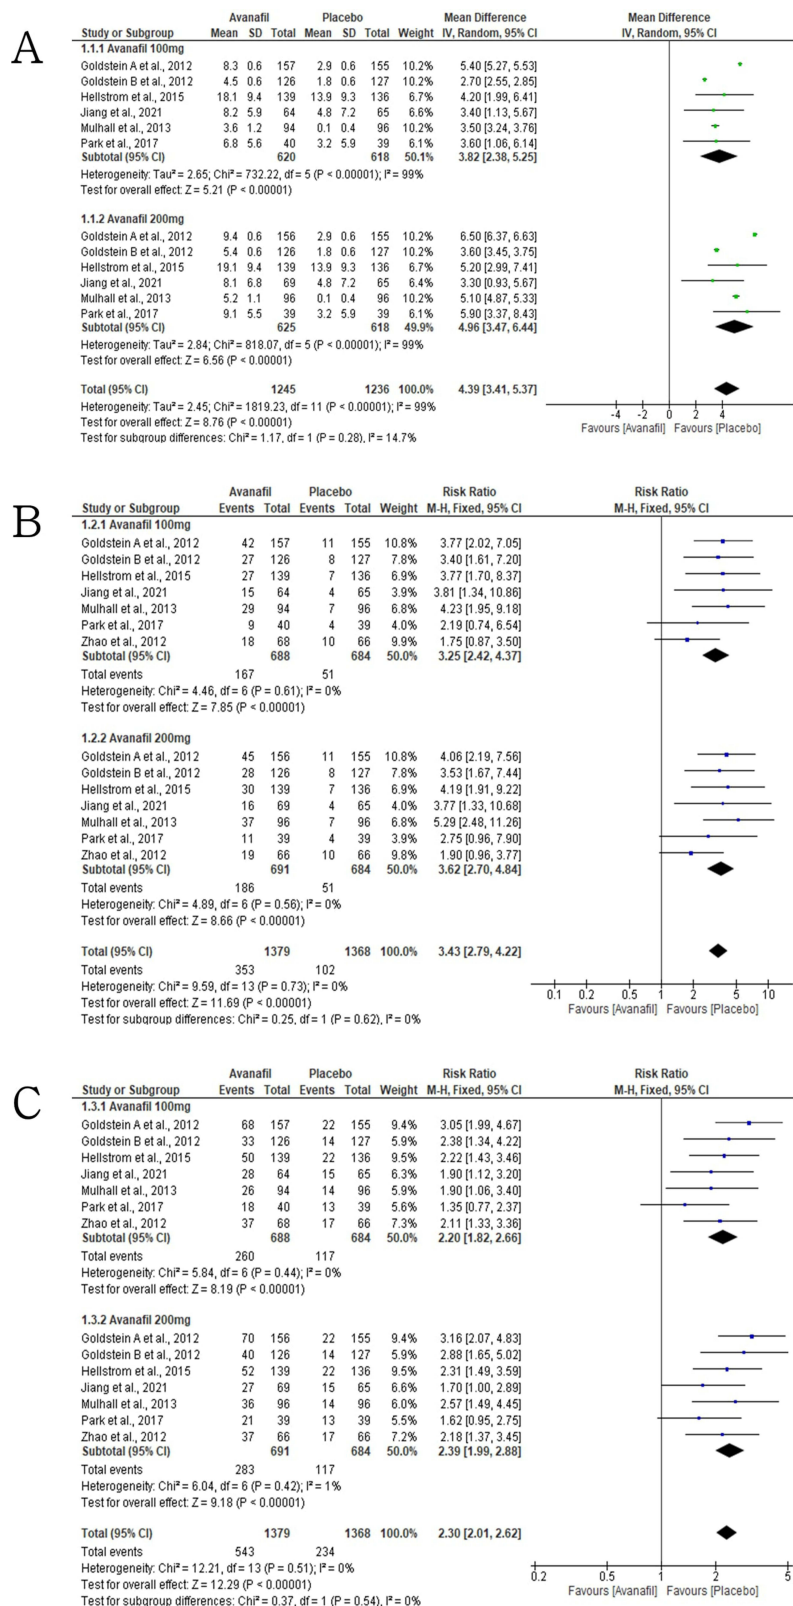 A
Avanafil Placebo Mean Difference Mean Difference
Study or Subgroup Mean SD Total Mean SD Total Weight IV, Random, 95% CI IV, Random, 95% CI
1.1.1 Avanafil 100mg
Goldstein A et al., 2012 8.3 0.6 157 2.9 0.6 155 10.2% 5.40 [5.27, 5.53]
Goldstein B et al., 2012 4.5 0.6 126 1.8 0.6 127 10.2% 2.70 [2.55, 2.85]
Hellstrom et al., 2015 18.1 9.4 139 13.9 9.3 136 6.7% 4.20 [1.99, 6.41]
Jiang et al., 2021 8.2 5.9 64 4.8 7.2 65 6.6% 3.40 [1.13, 5.67]
Mulhall et al., 2013 3.6 1.2 94 0.1 0.4 96 10.2% 3.50 [3.24, 3.76]
Park et al., 2017 6.8 5.6 40 3.2 5.9 39 6.1% 3.60 [1.06, 6.14]
Subtotal (95% CI) 620 618 50.1% 3.82 [2.38, 5.25]
Heterogeneity: Tau² = 2.65; Chi² = 732.22, df = 5 (P < 0.00001); I² = 99%
Test for overall effect: Z = 5.21 (P < 0.00001)
1.1.2 Avanafil 200mg
Goldstein A et al., 2012 9.4 0.6 156 2.9 0.6 155 10.2% 6.50 [6.37, 6.63]
Goldstein B et al., 2012 5.4 0.6 126 1.8 0.6 127 10.2% 3.60 [3.45, 3.75]
Hellstrom et al., 2015 19.1 9.4 139 13.9 9.3 136 6.7% 5.20 [2.99, 7.41]
Jiang et al., 2021 8.1 6.8 69 4.8 7.2 65 6.4% 3.30 [0.93, 5.67]
Mulhall et al., 2013 5.2 1.1 96 0.1 0.4 96 10.2% 5.10 [4.87, 5.33]
Park et al., 2017 9.1 5.5 39 3.2 5.9 39 6.1% 5.90 [3.37, 8.43]
Subtotal (95% CI) 625 618 49.9% 4.96 [3.47, 6.44]
Heterogeneity: Tau² = 2.84; Chi² = 818.07, df = 5 (P < 0.00001); I² = 99%
Test for overall effect: Z = 6.56 (P < 0.00001)
Total (95% CI) 1245 1236 100.0% 4.39 [3.41, 5.37]
Heterogeneity: Tau² = 2.45; Chi² = 1819.23, df = 11 (P < 0.00001); I² = 99%
Test for overall effect: Z = 8.76 (P < 0.00001)
Test for subgroup differences: Chi² = 1.17, df = 1 (P = 0.28), I² = 14.7%
-4 -2 0 2 4
Favours [Avanafil] Favours [Placebo]
B
Avanafil Placebo Risk Ratio Risk Ratio
Study or Subgroup Events Total Events Total Weight M-H, Fixed, 95% CI M-H, Fixed, 95% CI
1.2.1 Avanafil 100mg
Goldstein A et al., 2012 42 157 11 155 10.8% 3.77 [2.02, 7.05]
Goldstein B et al., 2012 27 126 8 127 7.8% 3.40 [1.61, 7.20]
Hellstrom et al., 2015 27 139 7 136 6.9% 3.77 [1.70, 8.37]
Jiang et al., 2021 15 64 4 65 3.9% 3.81 [1.34, 10.86]
Mulhall et al., 2013 29 94 7 96 6.8% 4.23 [1.95, 9.18]
Park et al., 2017 9 40 4 39 4.0% 2.19 [0.74, 6.54]
Zhao et al., 2012 18 68 10 66 9.9% 1.75 [0.87, 3.50]
Subtotal (95% CI) 688 684 50.0% 3.25 [2.42, 4.37]
Total events 167 51
Heterogeneity: Chi² = 4.46, df = 6 (P = 0.61); I² = 0%
Test for overall effect: Z = 7.85 (P < 0.00001)
1.2.2 Avanafil 200mg
Goldstein A et al., 2012 45 156 11 155 10.8% 4.06 [2.19, 7.56]
Goldstein B et al., 2012 28 126 8 127 7.8% 3.53 [1.67, 7.44]
Hellstrom et al., 2015 30 139 7 136 6.9% 4.19 [1.91, 9.22]
Jiang et al., 2021 16 69 4 65 4.0% 3.77 [1.33, 10.68]
Mulhall et al., 2013 37 96 7 96 6.8% 5.29 [2.48, 11.26]
Park et al., 2017 11 39 4 39 3.9% 2.75 [0.96, 7.90]
Zhao et al., 2012 19 66 10 66 9.8% 1.90 [0.96, 3.77]
Subtotal (95% CI) 691 684 50.0% 3.62 [2.70, 4.84]
Total events 186 51
Heterogeneity: Chi² = 4.89, df = 6 (P = 0.56); I² = 0%
Test for overall effect: Z = 8.66 (P < 0.00001)
Total (95% CI) 1379 1368 100.0% 3.43 [2.79, 4.22]
Total events 353 102
Heterogeneity: Chi² = 9.59, df = 13 (P = 0.73); I² = 0%
Test for overall effect: Z = 11.69 (P < 0.00001)
Test for subgroup differences: Chi² = 0.25, df = 1 (P = 0.62), I² = 0%
0.1 0.2 0.5 1 2 5 10
Favours [Avanafil] Favours [Placebo]
C
Avanafil Placebo Risk Ratio Risk Ratio
Study or Subgroup Events Total Events Total Weight M-H, Fixed, 95% CI M-H, Fixed, 95% CI
1.3.1 Avanafil 100mg
Goldstein A et al., 2012 68 157 22 155 9.4% 3.05 [1.99, 4.67]
Goldstein B et al., 2012 33 126 14 127 5.9% 2.38 [1.34, 4.22]
Hellstrom et al., 2015 50 139 22 136 9.5% 2.22 [1.43, 3.46]
Jiang et al., 2021 28 64 15 65 6.3% 1.90 [1.12, 3.20]
Mulhall et al., 2013 26 94 14 96 5.9% 1.90 [1.06, 3.40]
Park et al., 2017 18 40 13 39 5.6% 1.35 [0.77, 2.37]
Zhao et al., 2012 37 68 17 66 7.3% 2.11 [1.33, 3.36]
Subtotal (95% CI) 688 684 50.0% 2.20 [1.82, 2.66]
Total events 260 117
Heterogeneity: Chi² = 5.84, df = 6 (P = 0.44); I² = 0%
Test for overall effect: Z = 8.19 (P < 0.00001)
1.3.2 Avanafil 200mg
Goldstein A et al., 2012 70 156 22 155 9.4% 3.16 [2.07, 4.83]
Goldstein B et al., 2012 40 126 14 127 5.9% 2.88 [1.65, 5.02]
Hellstrom et al., 2015 52 139 22 136 9.5% 2.31 [1.49, 3.59]
Jiang et al., 2021 27 69 15 65 6.6% 1.70 [1.00, 2.89]
Mulhall et al., 2013 36 96 14 96 5.9% 2.57 [1.49, 4.45]
Park et al., 2017 21 39 13 39 5.5% 1.62 [0.95, 2.75]
Zhao et al., 2012 37 66 17 66 7.2% 2.18 [1.37, 3.45]
Subtotal (95% CI) 691 684 50.0% 2.39 [1.99, 2.88]
Total events 283 117
Heterogeneity: Chi² = 6.04, df = 6 (P = 0.42); I² = 1%
Test for overall effect: Z = 9.18 (P < 0.00001)
Total (95% CI) 1379 1368 100.0% 2.30 [2.01, 2.62]
Total events 543 234
Heterogeneity: Chi² = 12.21, df = 13 (P = 0.51); I² = 0%
Test for overall effect: Z = 12.29 (P < 0.00001)
Test for subgroup differences: Chi² = 0.37, df = 1 (P = 0.54), I² = 0%
0.2 0.5 1 2 5
Favours [Avanafil] Favours [Placebo]